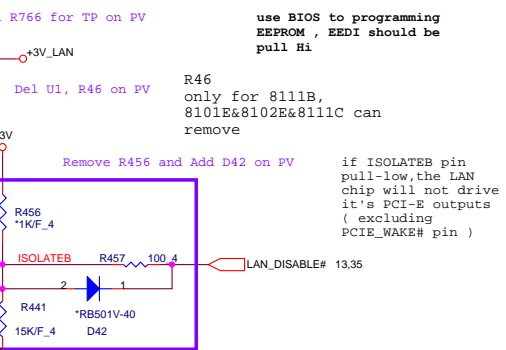 R766 for TP on PV
use BIOS to programming
EEPROM , EEDI should be
pull Hi
+3V_LAN
Del U1, R46 on PV
R46
only for 8111B,
8101E&8102E&8111C can
remove
3V
Remove R456 and Add D42 on PV
if ISOLATEB pin
pull-low,the LAN
chip will not drive
it's PCI-E outputs
( excluding
PCIE_WAKE# pin )
R456
*1K/F_4
ISOLATEB
R457
100_4
LAN_DISABLE# 13,35
2
1
R441
*RB501V-40
15K/F_4
D42